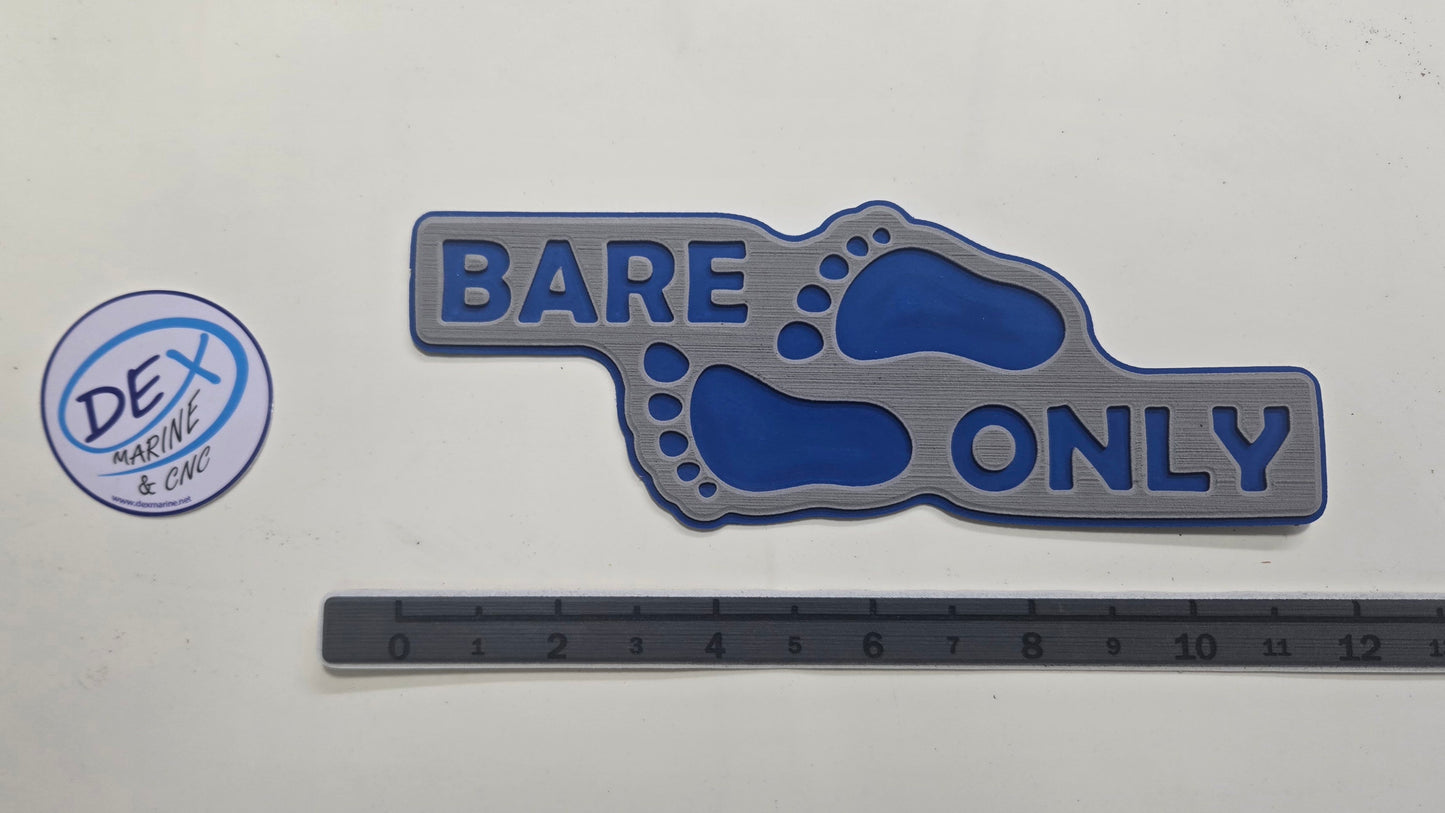 BARE
ONLY
DEX
MARINE
& CNC
www.dexmarine.net
0 1 2 3 4 5 6 7 8 9 10 11 12